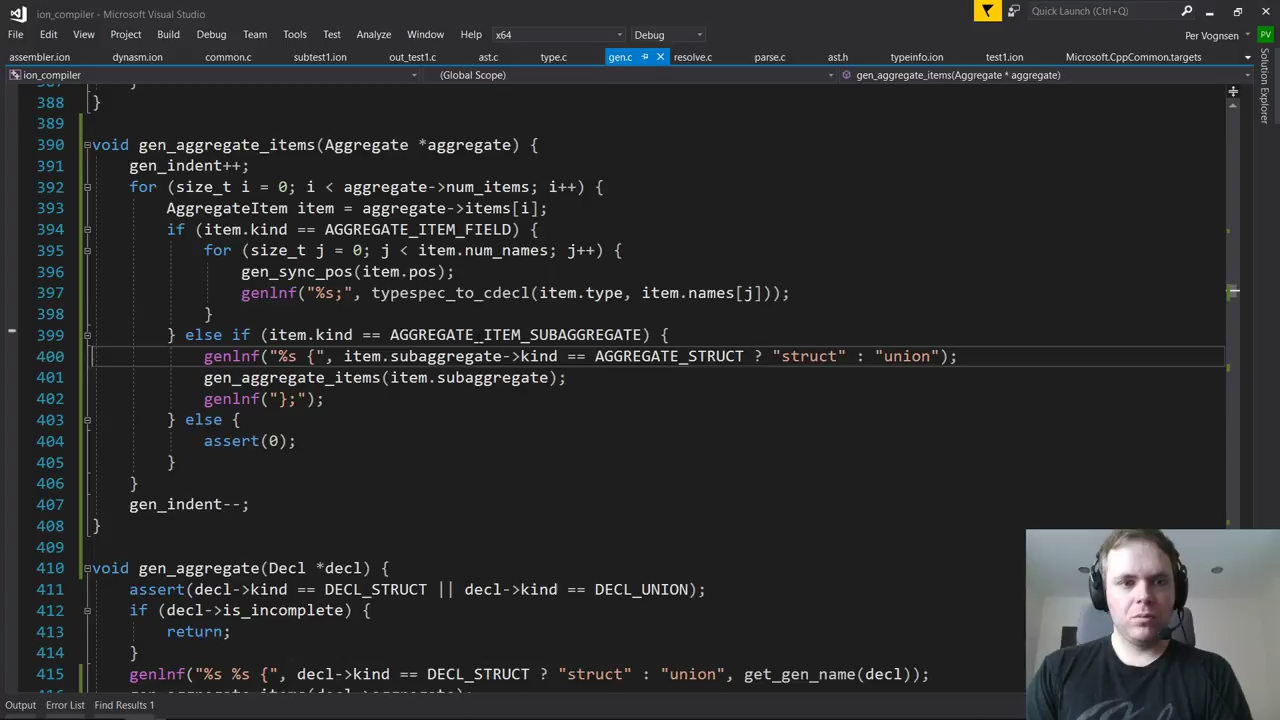 ion_compiler - Microsoft Visual Studio
Quick Launch (Ctrl+Q)
File Edit View Project Build Debug Team Tools Test Analyze Window Help x64 Debug Per Vognsen PV
assembler.ion dynasm.ion common.c subtest1.ion out_test1.c type.c gen.c resolve.c parse.c ast.h typeinfo.ion test1.ion Microsoft.CppCommon.targets
ion_compiler (Global Scope) gen_aggregate_items(Aggregate * aggregate)
Solution Explorer
388 }
389
390 void gen_aggregate_items(Aggregate *aggregate) {
391 gen_indent++;
392 for (size_t i = 0; i < aggregate->num_items; i++) {
393 AggregateItem item = aggregate->items[i];
394 if (item.kind == AGGREGATE_ITEM_FIELD) {
395 for (size_t j = 0; j < item.num_names; j++) {
396 gen_sync_pos(item.pos);
397 genlnf("%s;", typespec_to_cdecl(item.type, item.names[j]));
398 }
399 } else if (item.kind == AGGREGATE_ITEM_SUBAGGREGATE) {
400 genlnf("%s {", item.subaggregate->kind == AGGREGATE_STRUCT ? "struct" : "union");
401 gen_aggregate_items(item.subaggregate);
402 genlnf("};");
403 } else {
404 assert(0);
405 }
406 }
407 gen_indent--;
408 }
409
410 void gen_aggregate(Decl *decl) {
411 assert(decl->kind == DECL_STRUCT || decl->kind == DECL_UNION);
412 if (decl->is_incomplete) {
413 return;
414 }
415 genlnf("%s %s {", decl->kind == DECL_STRUCT ? "struct" : "union", get_gen_name(decl));
Output Error List Find Results 1